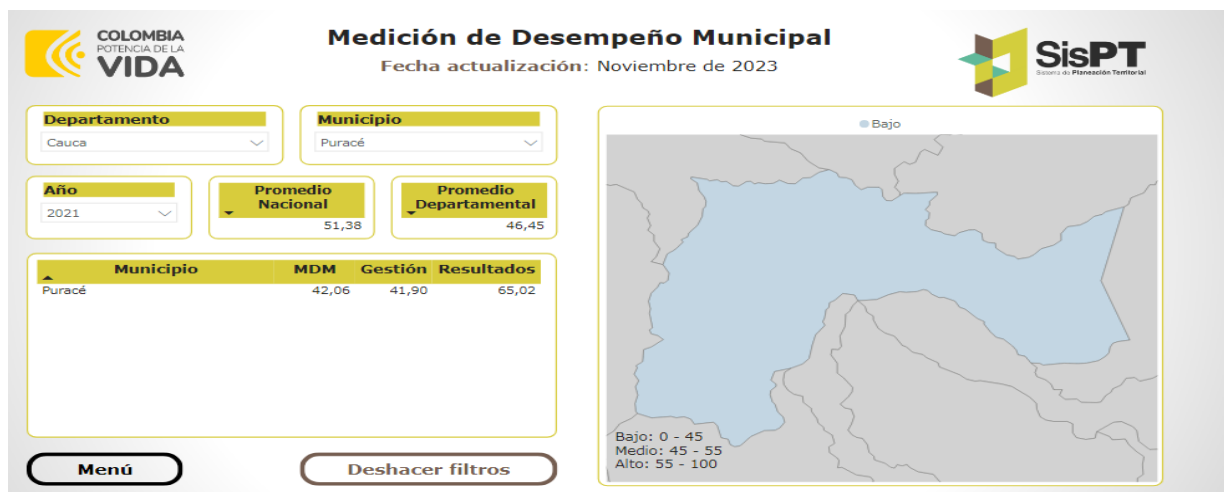 COLOMBIA
POTENCIA DE LA
VIDA
Medición de Desempeño Municipal
Fecha actualización: Noviembre de 2023
SisPT
Sistema de Planeación Territorial
Departamento
Cauca
Municipio
Puracé
Año
2021
Promedio
Nacional
51,38
Promedio
Departamental
46,45
Municipio MDM Gestión Resultados
Puracé 42,06 41,90 65,02
Bajo
Bajo: 0 - 45
Medio: 45 - 55
Alto: 55 - 100
Menú
Deshacer filtros